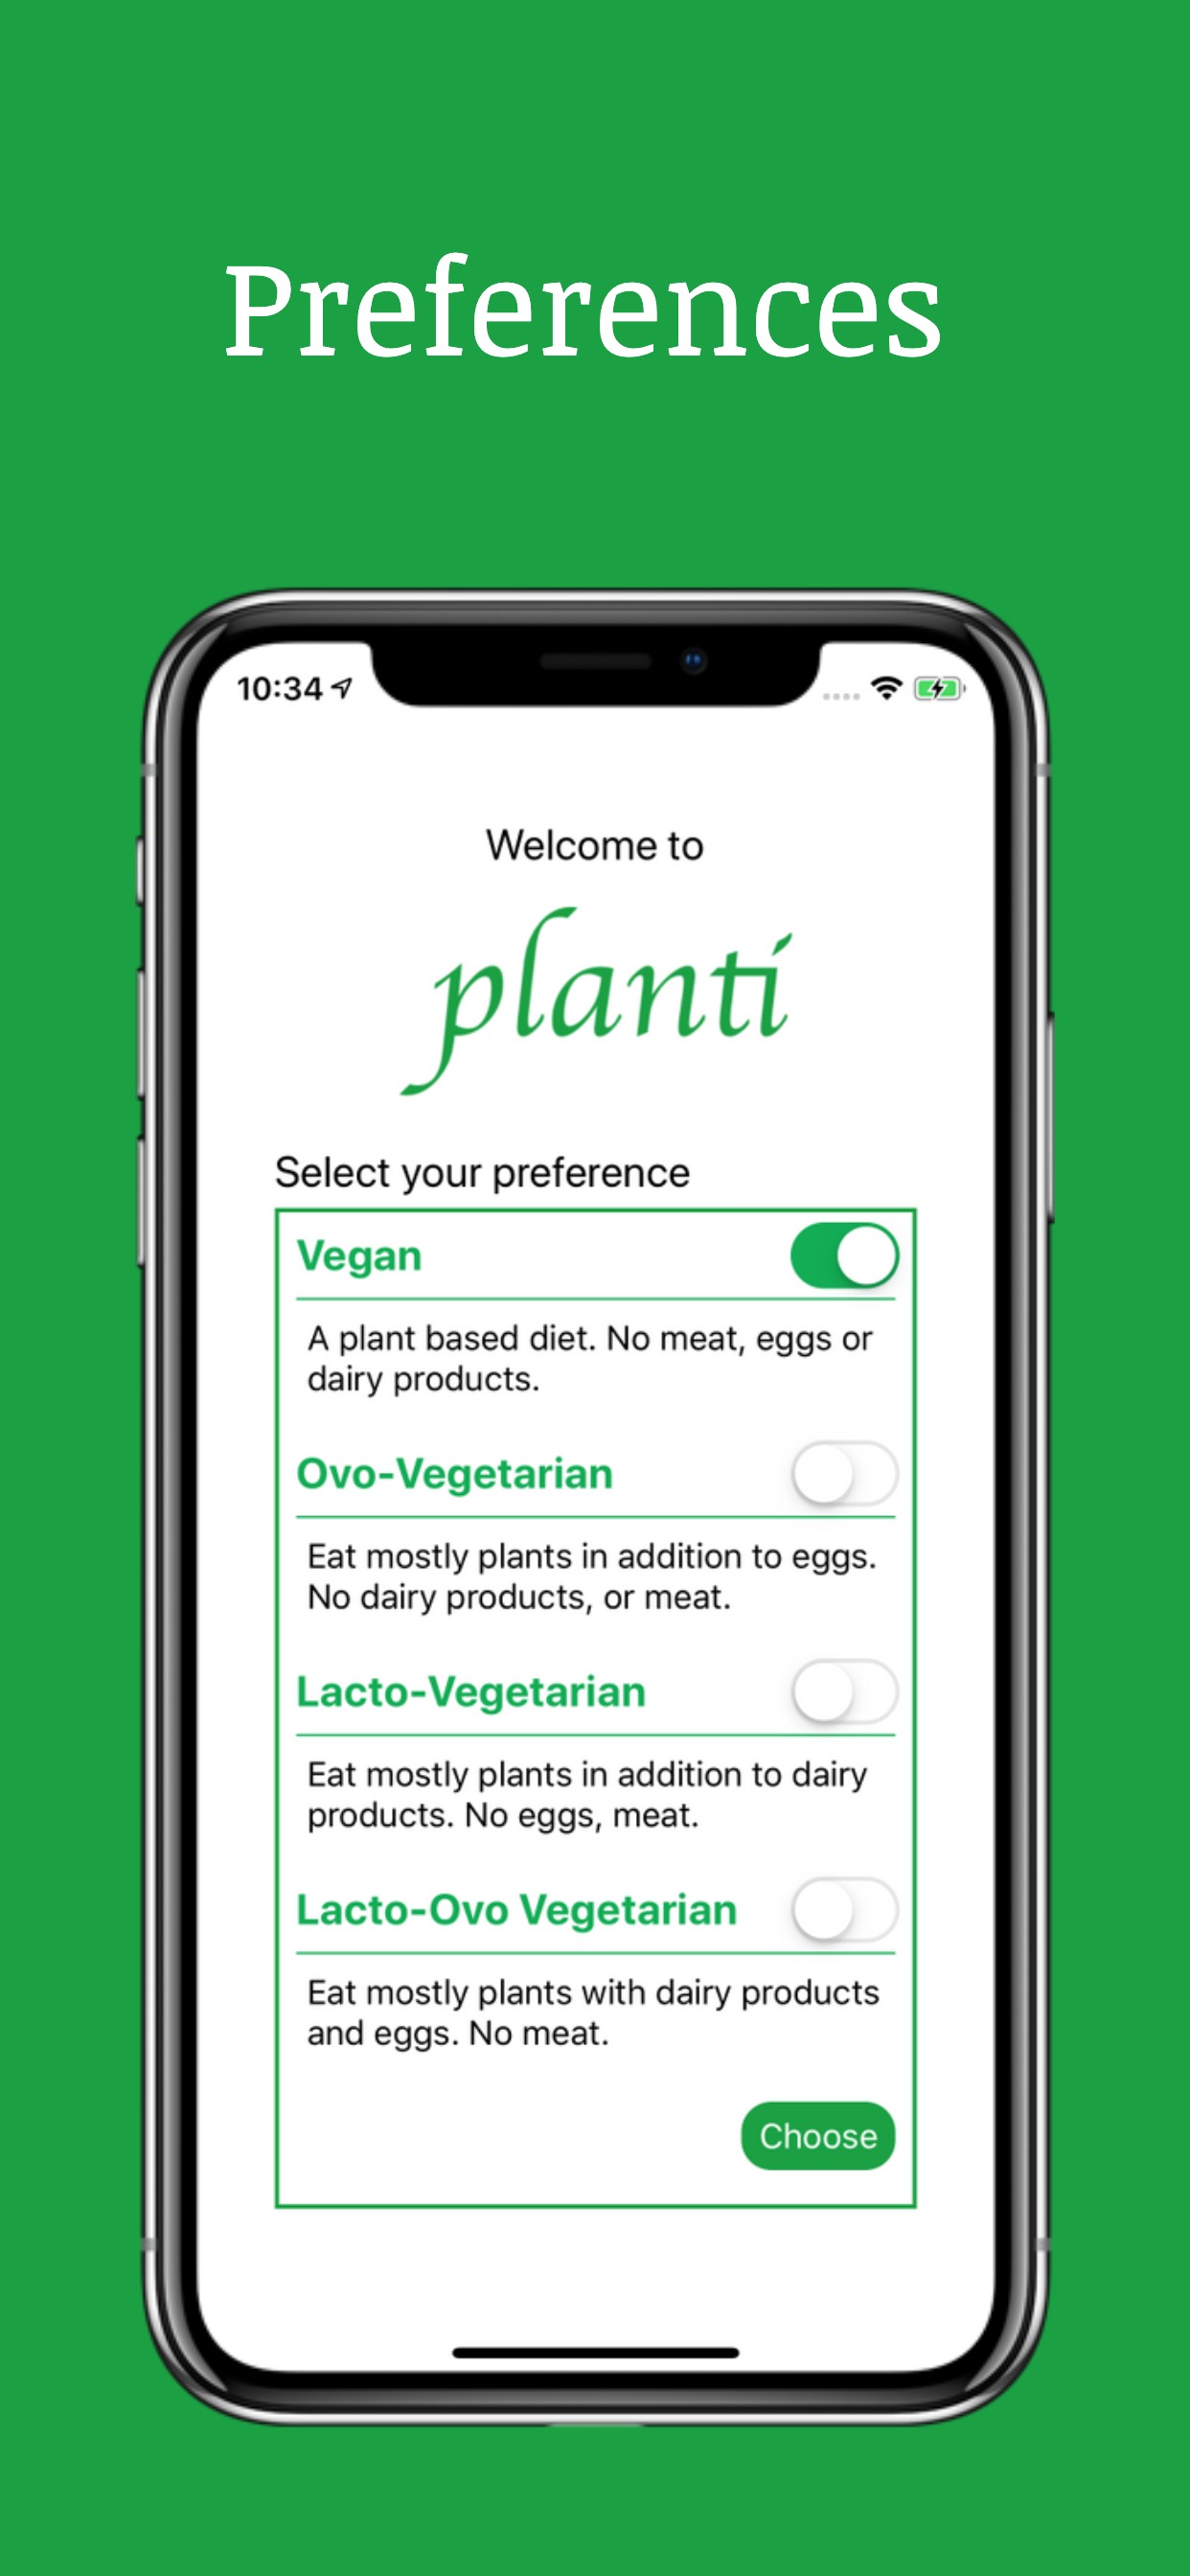 Preferences
10:34
Welcome to
planti
Select your preference
Vegan
A plant based diet. No meat, eggs or
dairy products.
Ovo-Vegetarian
Eat mostly plants in addition to eggs.
No dairy products, or meat.
Lacto-Vegetarian
Eat mostly plants in addition to dairy
products. No eggs, meat.
Lacto-Ovo Vegetarian
Eat mostly plants with dairy products
and eggs. No meat.
Choose